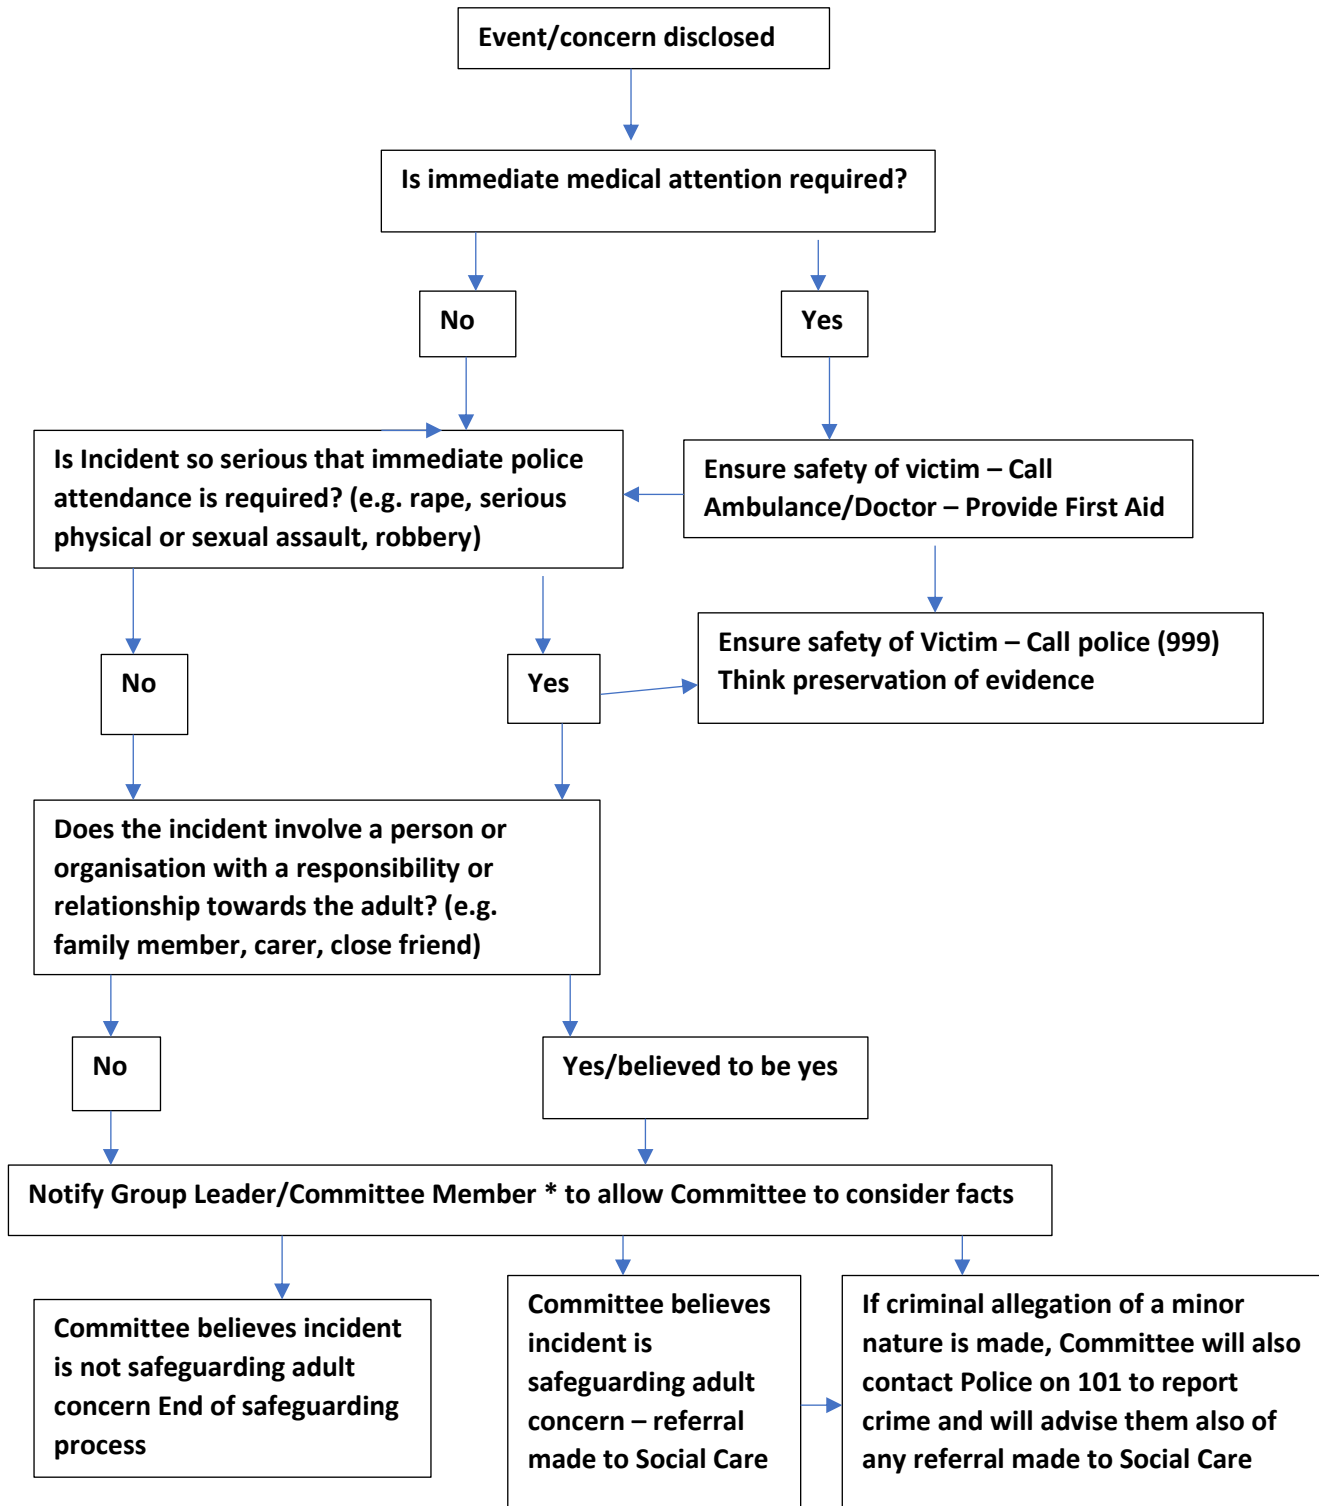 Event/concern disclosed
Is immediate medical attention required?
No
Yes
Is Incident so serious that immediate police
attendance is required? (e.g. rape, serious
physical or sexual assault, robbery)
Ensure safety of victim – Call
Ambulance/Doctor – Provide First Aid
Ensure safety of Victim – Call police (999)
Think preservation of evidence
No
Yes
Does the incident involve a person or
organisation with a responsibility or
relationship towards the adult? (e.g.
family member, carer, close friend)
No
Yes/believed to be yes
Notify Group Leader/Committee Member * to allow Committee to consider facts
Committee believes incident
is not safeguarding adult
concern End of safeguarding
process
Committee believes
incident is
safeguarding adult
concern – referral
made to Social Care
If criminal allegation of a minor
nature is made, Committee will also
contact Police on 101 to report
crime and will advise them also of
any referral made to Social Care